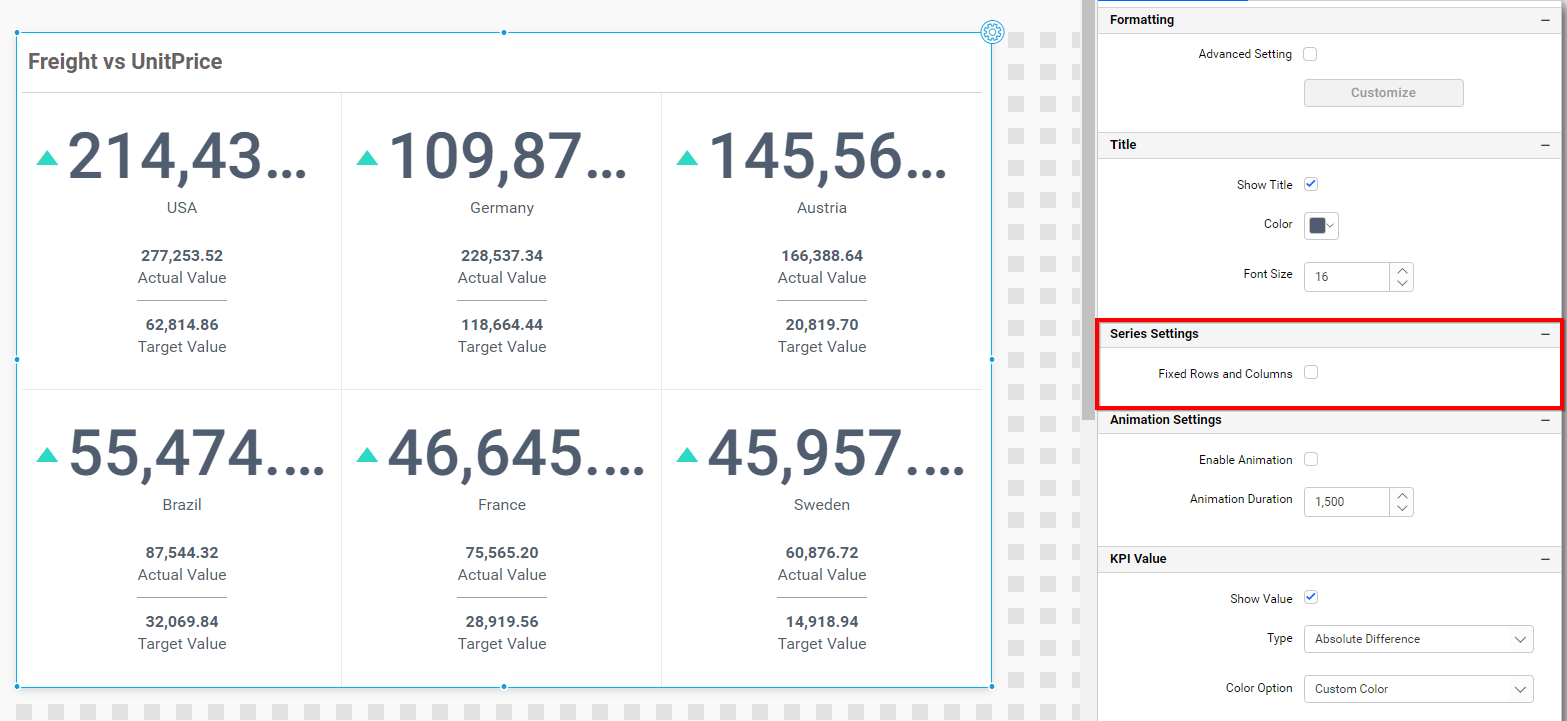 Freight vs UnitPrice
214,43...
109,87...
145,56...
USA
Germany
Austria
277,253.52
228,537.34
166,388.64
Actual Value
Actual Value
Actual Value
62,814.86
118,664.44
20,819.70
Target Value
Target Value
Target Value
55,474....
46,645....
45,957....
Brazil
France
Sweden
87,544.32
75,565.20
60,876.72
Actual Value
Actual Value
Actual Value
32,069.84
28,919.56
14,918.94
Target Value
Target Value
Target Value
Formatting
Advanced Setting
Customize
Title
Show Title
Color
Font Size
16
Series Settings
Fixed Rows and Columns
Animation Settings
Enable Animation
Animation Duration
1,500
KPI Value
Show Value
Type
Absolute Difference
Color Option
Custom Color